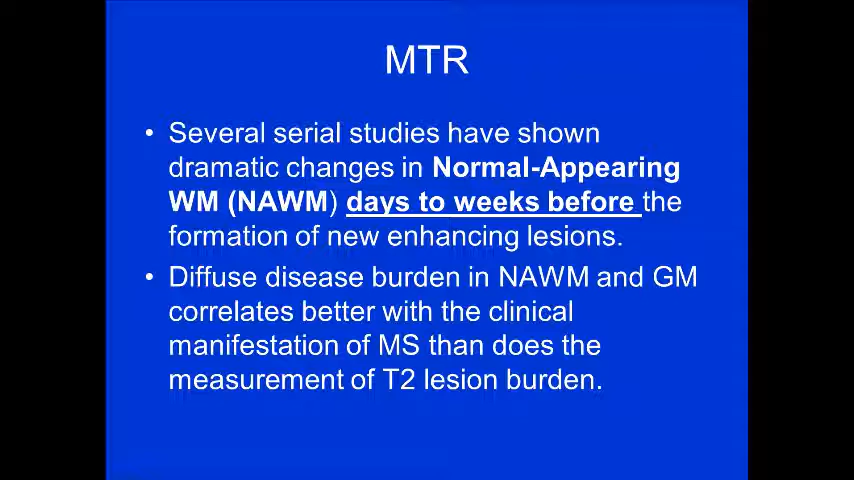 MTR
• Several serial studies have shown
dramatic changes in Normal-Appearing
WM (NAWM) days to weeks before the
formation of new enhancing lesions.
• Diffuse disease burden in NAWM and GM
correlates better with the clinical
manifestation of MS than does the
measurement of T2 lesion burden.